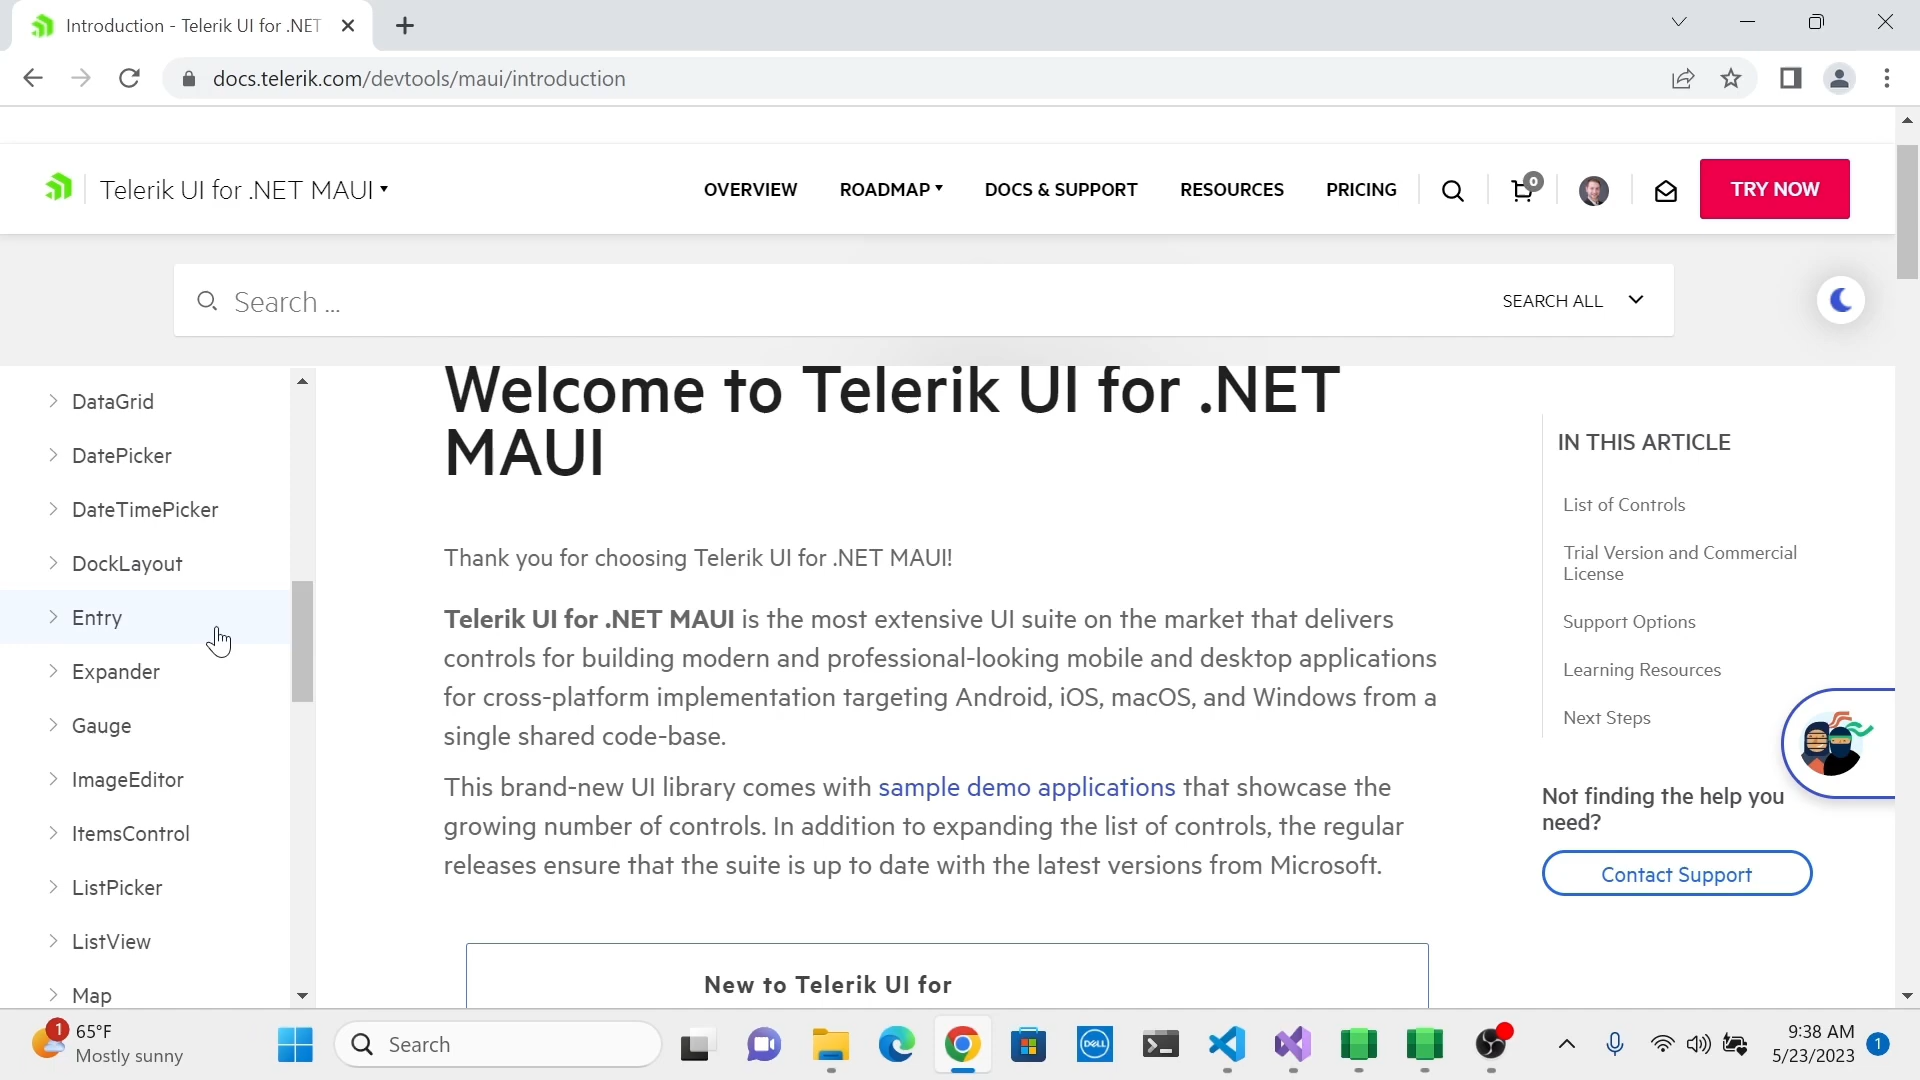 Introduction - Telerik UI for .NET
docs.telerik.com/devtools/maui/introduction
Telerik UI for .NET MAUI
OVERVIEW
ROADMAP
DOCS & SUPPORT
RESOURCES
PRICING
0
TRY NOW
Search ...
SEARCH ALL
DataGrid
DatePicker
DateTimePicker
DockLayout
Entry
Expander
Gauge
ImageEditor
ItemsControl
ListPicker
ListView
Map
Welcome to Telerik UI for .NET
MAUI
Thank you for choosing Telerik UI for .NET MAUI!
Telerik UI for .NET MAUI is the most extensive UI suite on the market that delivers
controls for building modern and professional-looking mobile and desktop applications
for cross-platform implementation targeting Android, iOS, macOS, and Windows from a
single shared code-base.
This brand-new UI library comes with sample demo applications that showcase the
growing number of controls. In addition to expanding the list of controls, the regular
releases ensure that the suite is up to date with the latest versions from Microsoft.
New to Telerik UI for
IN THIS ARTICLE
List of Controls
Trial Version and Commercial
License
Support Options
Learning Resources
Next Steps
Not finding the help you
need?
Contact Support
1
65°F
Mostly sunny
Search
DELL
9:38 AM
5/23/2023
1